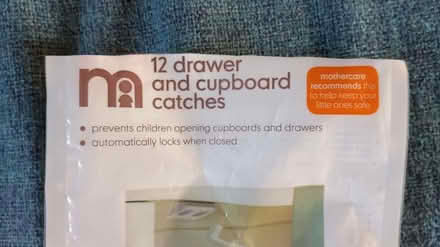 12 drawer
and cupboard
catches
mothercare
recommends this
to help keep your
little ones safe
• prevents children opening cupboards and drawers
• automatically locks when closed